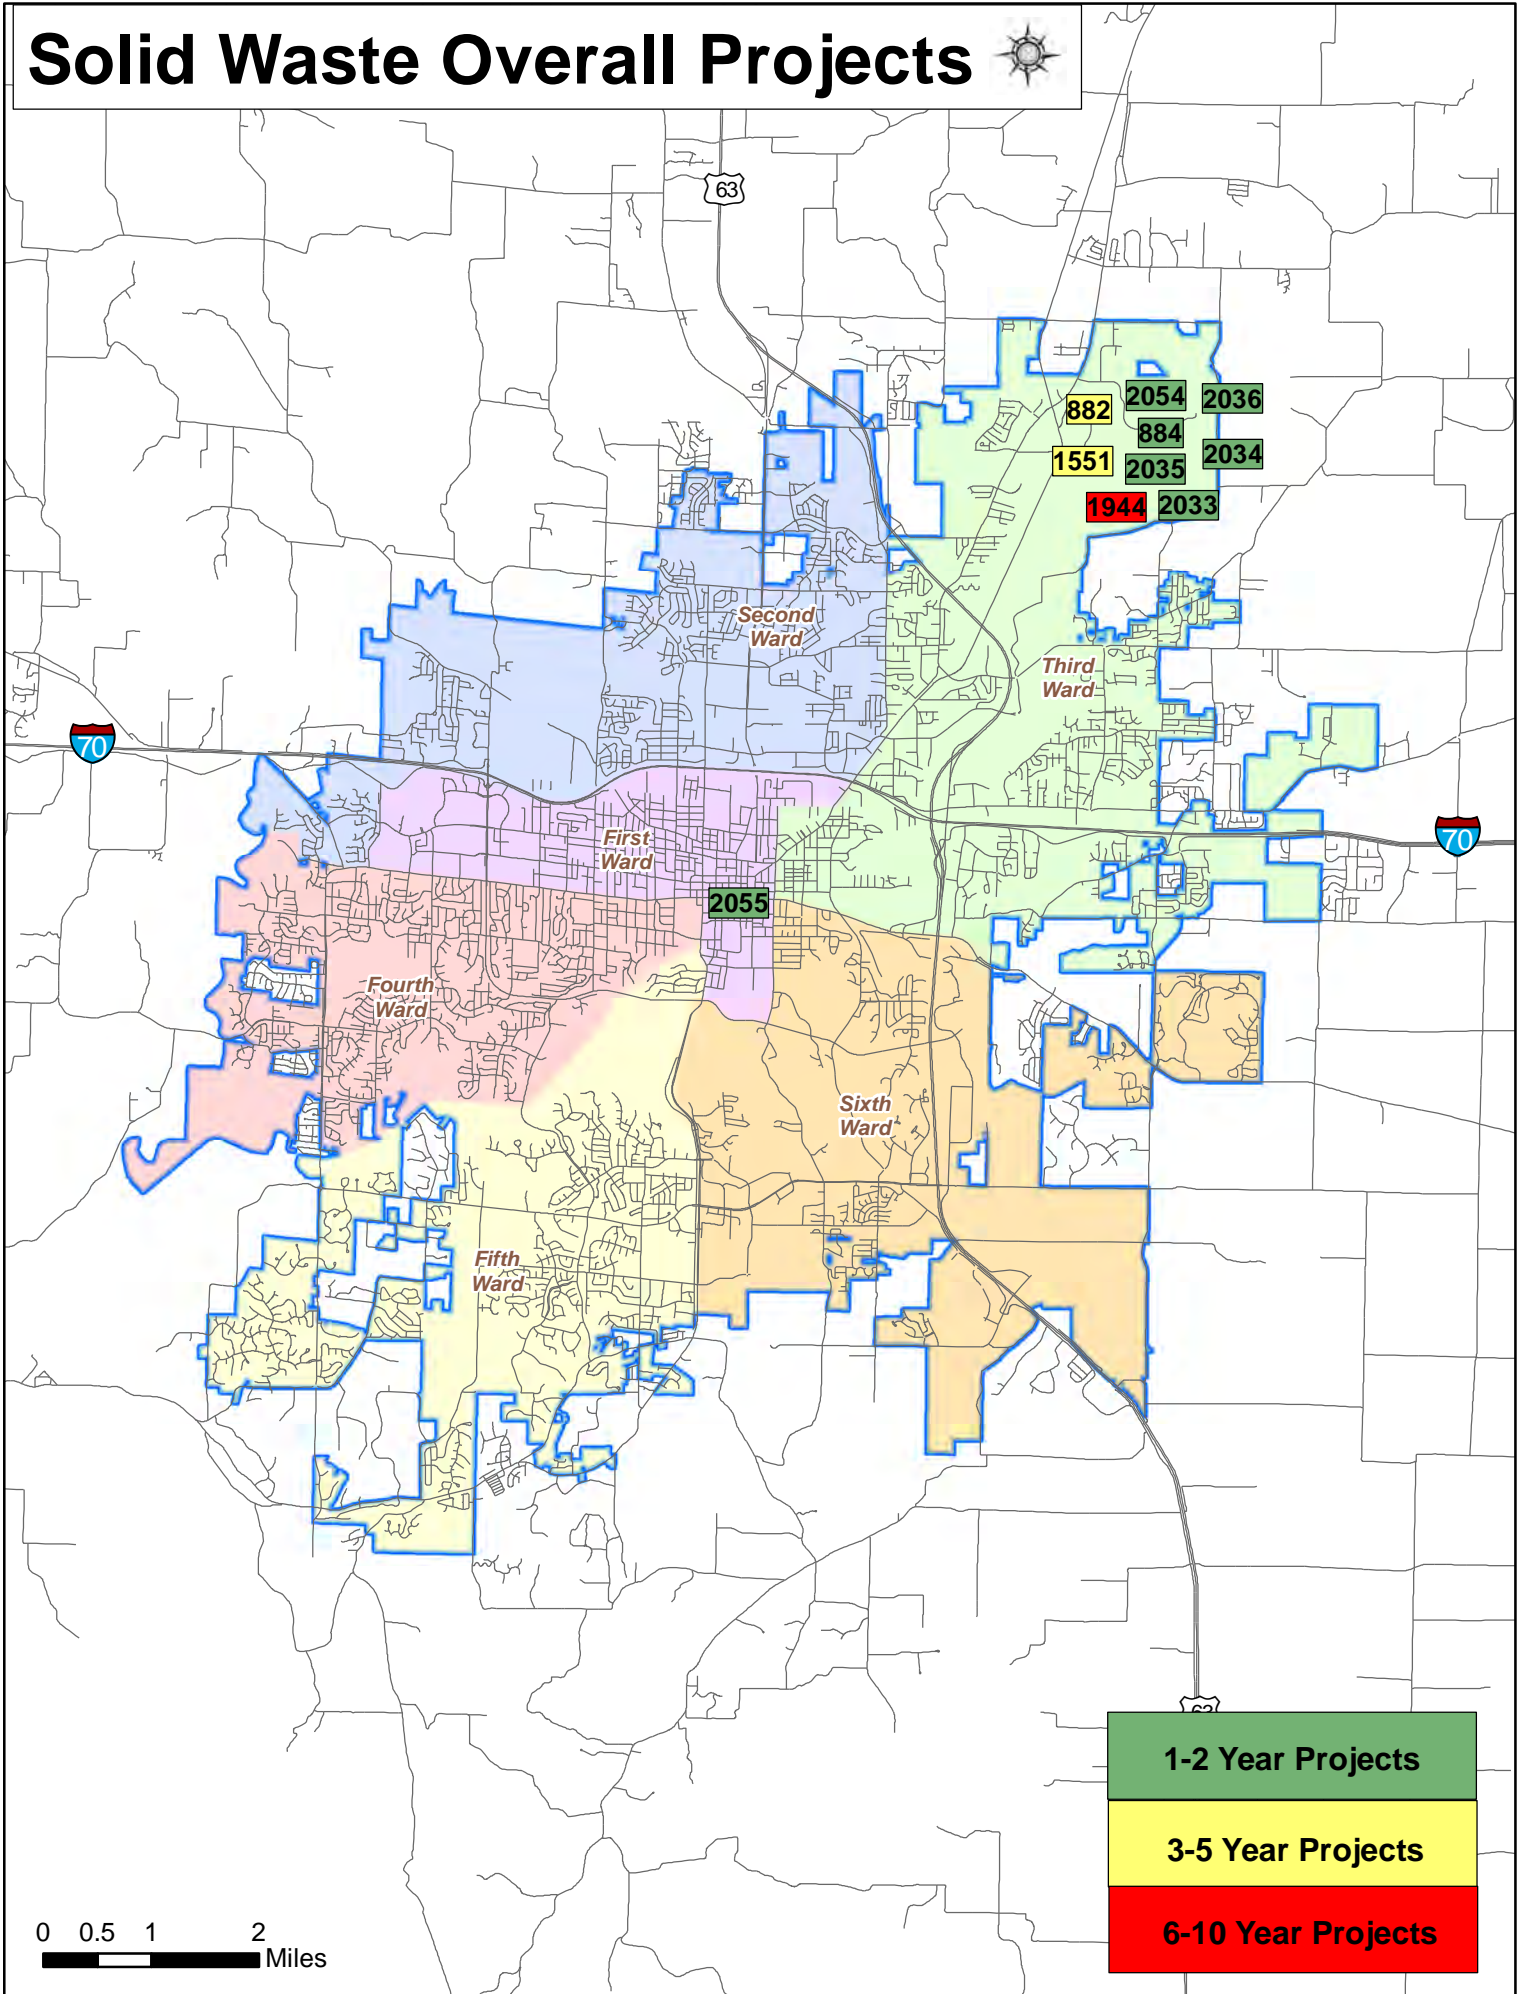 Solid Waste Overall Projects
63
2054
2036
882
884
1551
2034
2035
1944
2033
Second
Ward
Third
Ward
70
70
First
Ward
2055
Fourth
Ward
Sixth
Ward
Fifth
Ward
63
1-2 Year Projects
3-5 Year Projects
6-10 Year Projects
0 0.5 1 2
Miles